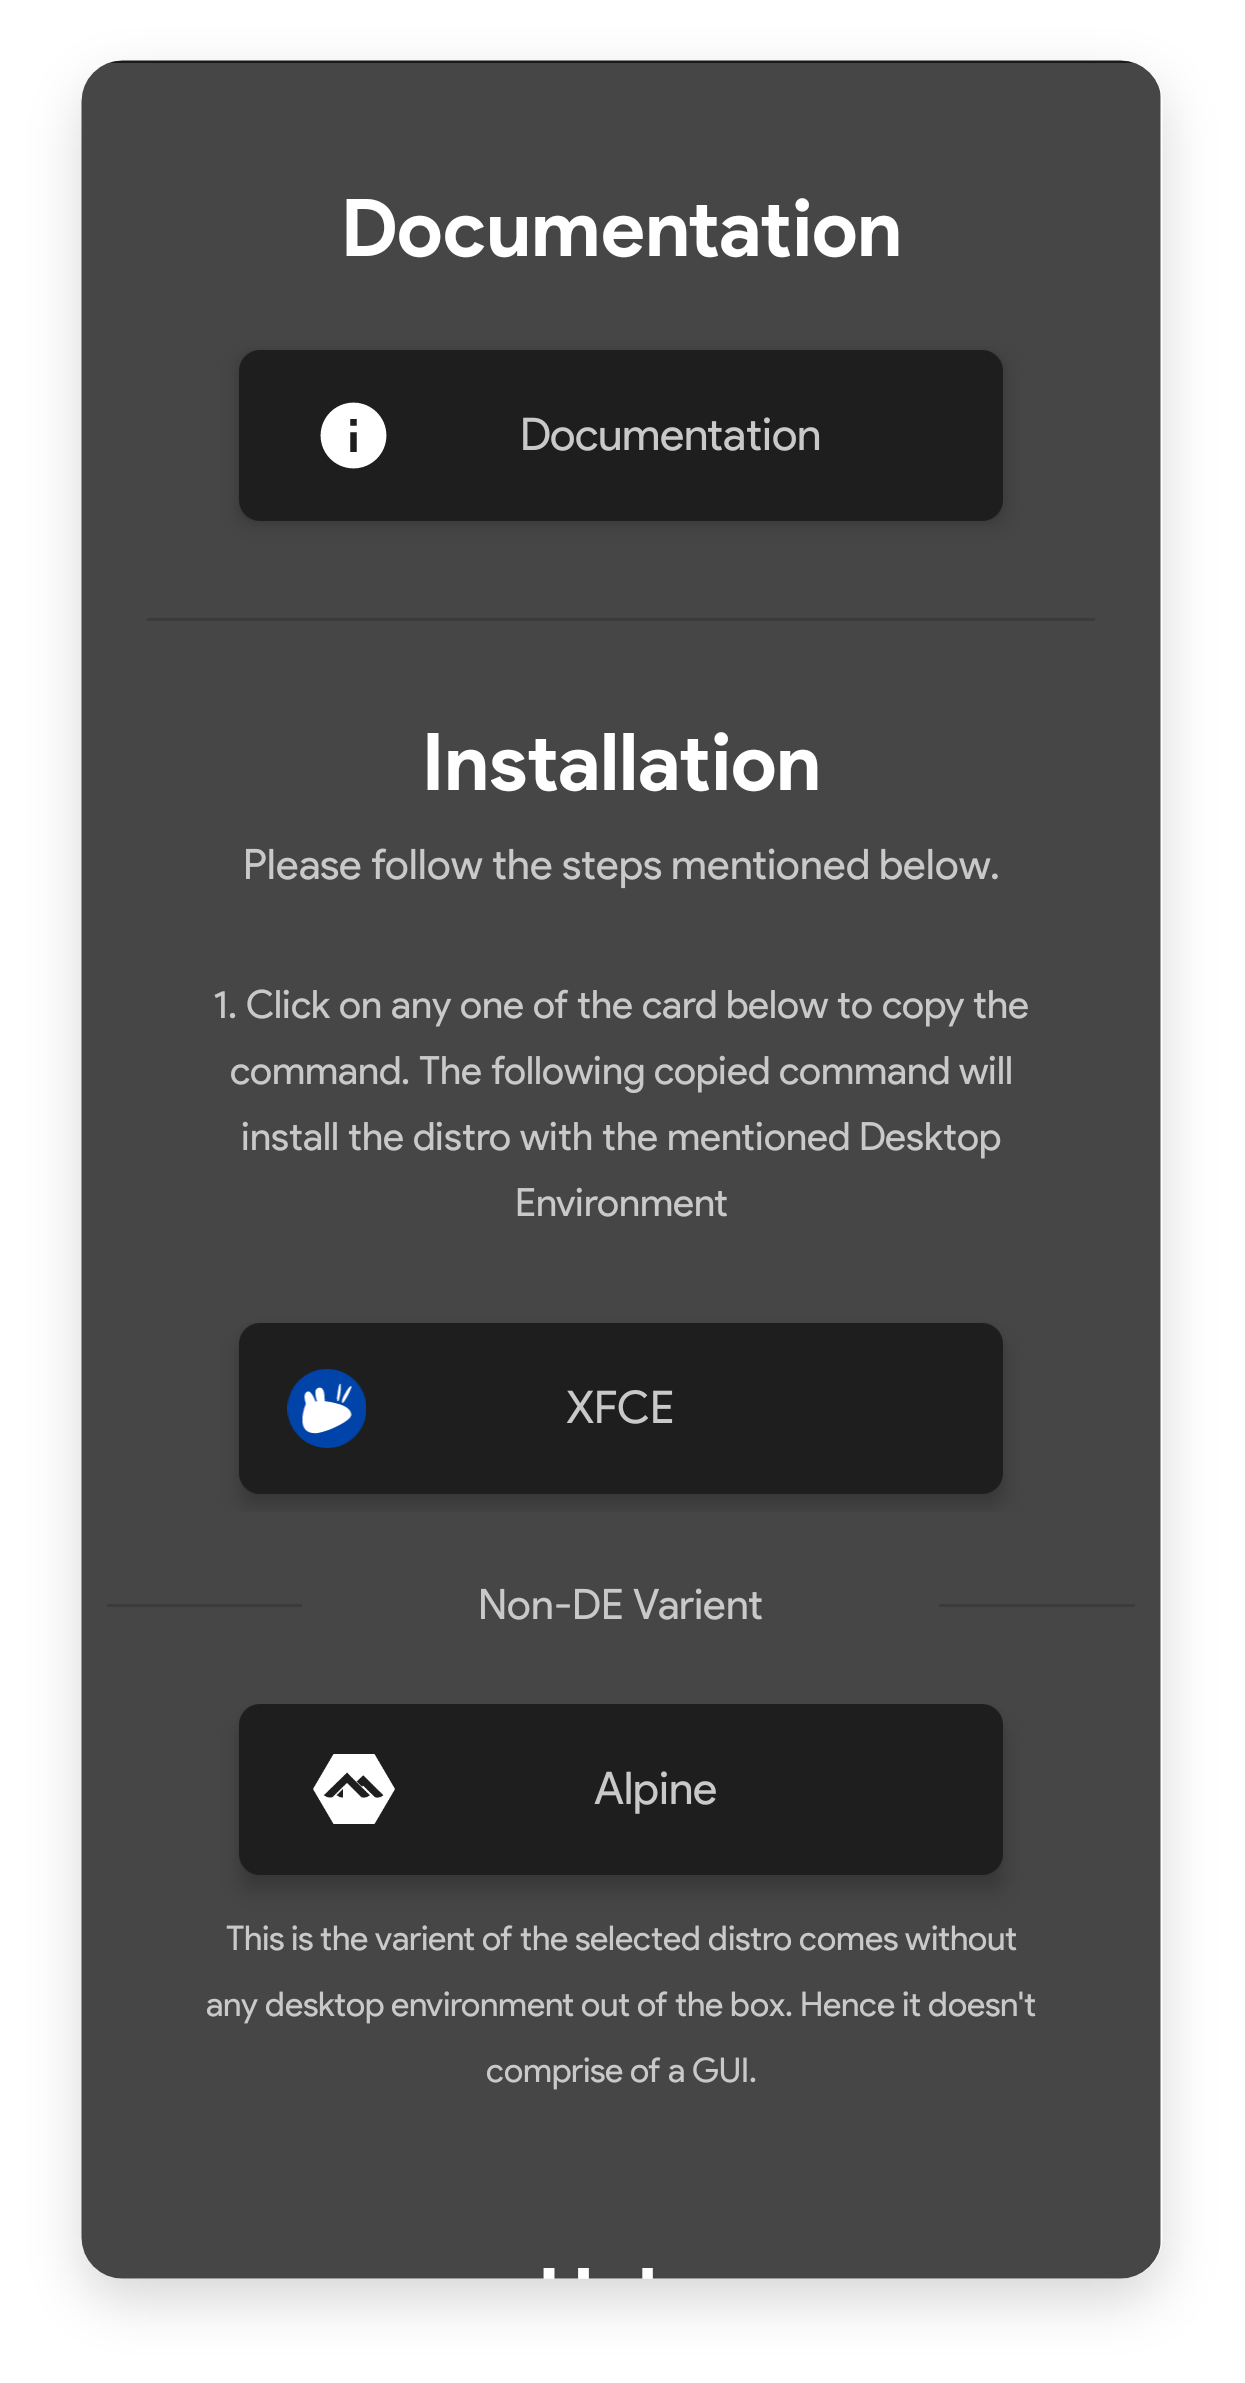 Documentation
Documentation
Installation
Please follow the steps mentioned below.
1. Click on any one of the card below to copy the
command. The following copied command will
install the distro with the mentioned Desktop
Environment
XFCE
Non-DE Varient
Alpine
This is the varient of the selected distro comes without
any desktop environment out of the box. Hence it doesn't
comprise of a GUI.